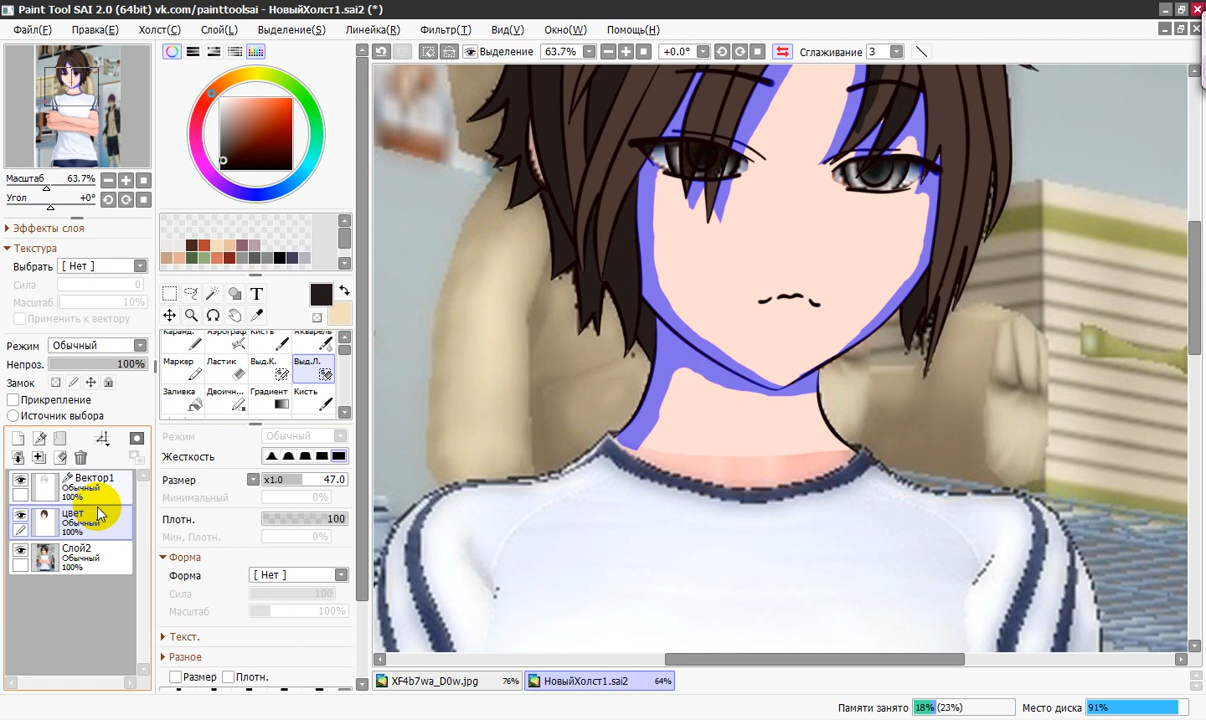 Paint Tool SAI 2.0 (64bit) vk.com/painttoolsai - НовыйХолст1.sai2 (*)
Файл(F) Правка(E) Холст(C) Слой(L) Выделение(S) Линейка(R) Фильтр(T) Вид(V) Окно(W) Помощь(H)
Выделение 63.7% +0.0° Сглаживание 3
Масштаб 63.7%
Угол +0°
Эффекты слоя
Текстура
Выбрать [ Нет ]
Сила 0
Масштаб 10%
Применить к вектору
Режим Обычный
Непроз. 100%
Замок
Прикрепление
Источник выбора
Вектор1
Обычный
100%
цвет
Обычный
100%
Слой2
Обычный
100%
T
Каранд. Аэрограф Кисть Акварель
Маркер Ластик Выд.К. Выд.Л.
Заливка Двоичн... Градиент Кисть
Режим Обычный
Жесткость
Размер x1.0 47.0
Минимальный 0%
Плотн. 100
Мин. Плотн. 0%
Форма
Форма [ Нет ]
Сила 100
Масштаб 100%
Текст.
Разное
Размер Плотн.
XF4b7wa_D0w.jpg 76% НовыйХолст1.sai2 64%
Памяти занято 18% (23%) Место диска 91%